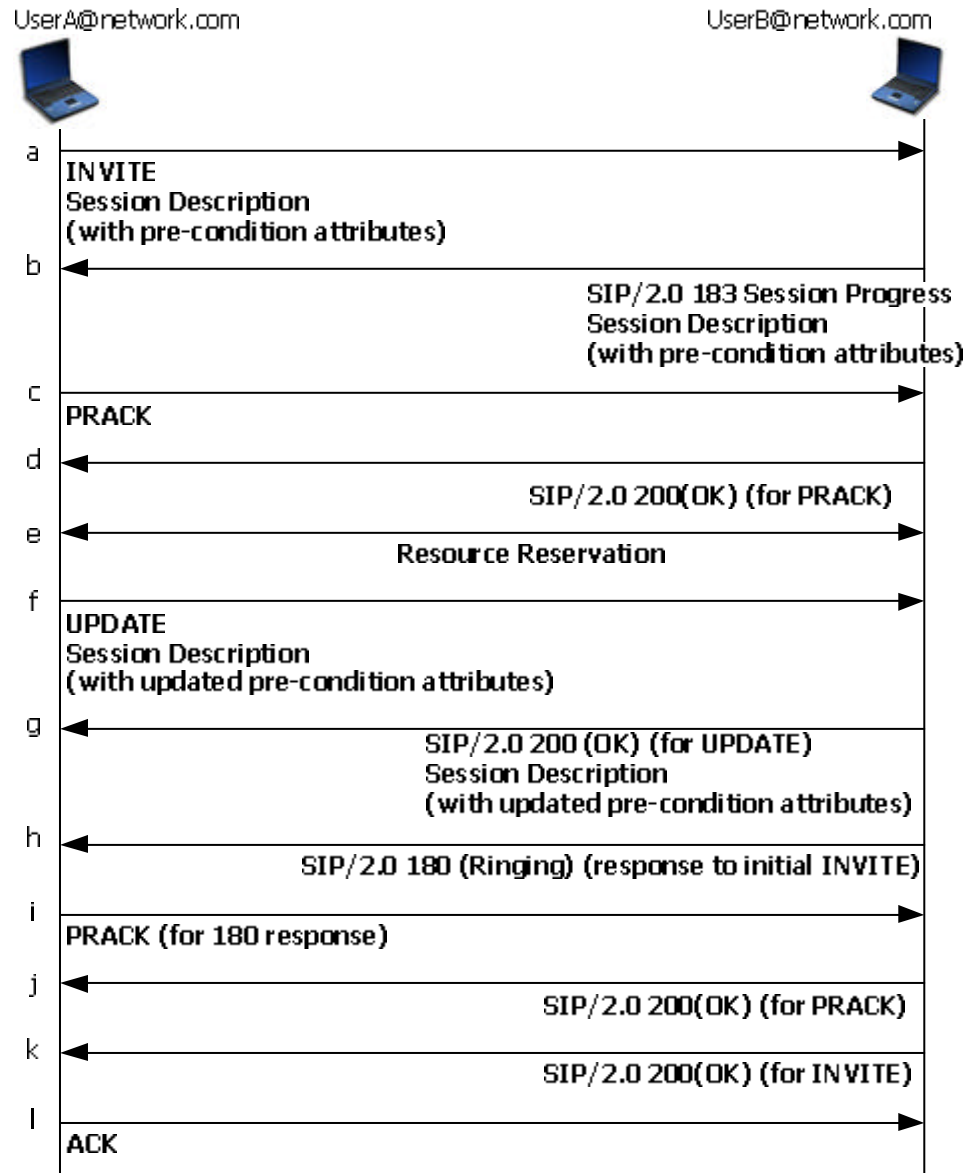 UserA@network.com
UserB@network.com
a
INVITE
Session Description
(with pre-condition attributes)
b
SIP/2.0 183 Session Progress
Session Description
(with pre-condition attributes)
c
PRACK
d
SIP/2.0 200(OK) (for PRACK)
e
Resource Reservation
f
UPDATE
Session Description
(with updated pre-condition attributes)
g
SIP/2.0 200 (OK) (for UPDATE)
Session Description
(with updated pre-condition attributes)
h
SIP/2.0 180 (Ringing) (response to initial INVITE)
i
PRACK (for 180 response)
j
SIP/2.0 200(OK) (for PRACK)
k
SIP/2.0 200(OK) (for INVITE)
l
ACK